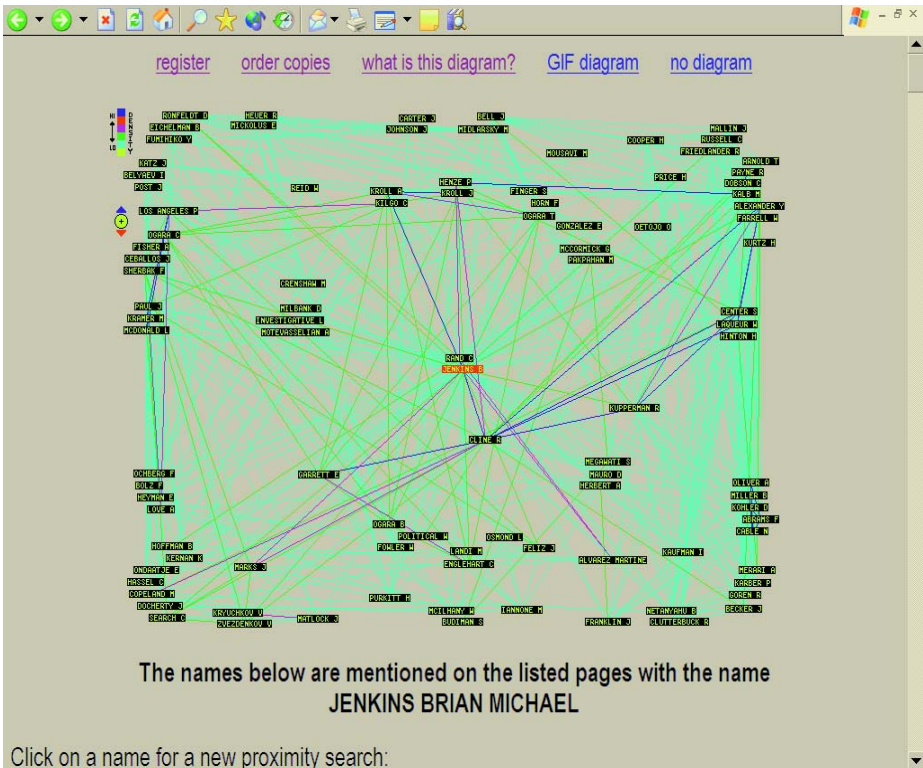 register order copies what is this diagram? GIF diagram no diagram
HI
DENSITY
LO
RONFELDT D
HEUER R
CARTER J
BELL J
EICHELMAN B
MICKOLUS E
JOHNSON J
MIDLARSKY M
MALLIN J
FUMIHIKO Y
COOPER H
RUSSELL C
MOUSAVI M
FRIEDLANDER R
KATZ J
ARNOLD T
BELYAEV I
PAYNE R
PRICE H
POST J
REID W
KROLL A
HENZE P
KROLL J
FINGER S
DOBSON C
KALB M
LOS ANGELES P
KILGO C
HORN F
ALEXANDER Y
OGARA T
FARRELL W
OGARA C
GONZALEZ E
OETOJO O
FISHER A
MCCORMICK G
KURTZ H
CEBALLOS J
PAKPAHAN M
SHERBAK F
CRENSHAW M
PAUL J
MILBANK D
CENTER S
KRAMER M
INVESTIGATIVE L
LAQUEUR W
MCDONALD L
MOTEVASSELIAN A
HINTON H
RAND C
JENKINS B
KUPPERMAN R
CLINE R
MEGAWATI S
OCHBERG F
GARRETT E
MAURO D
BOLZ F
HERBERT A
OLIVER A
HEYMAN E
MILLER B
LOVE A
KOHLER D
ABRAMS F
OGARA B
CABLE N
POLITICAL W
OSMOND L
HOFFMAN B
FOWLER W
LANDI M
FELIZ J
KAUFMAN I
KERNAN K
ENGLEHART C
ALVAREZ MARTINE
ONDAATJE E
MARKS J
MERARI A
HASSEL C
KARBER P
COPELAND M
PURKITT H
GOREN R
DOCHERTY J
KRYUCHKOV V
MCILHANY W
IANNONE M
NETANYAHU B
BECKER J
SEARCH C
ZVEZDENKOV V
MATLOCK J
BUDIMAN S
FRANKLIN J
CLUTTERBUCK R
The names below are mentioned on the listed pages with the name
JENKINS BRIAN MICHAEL
Click on a name for a new proximity search: